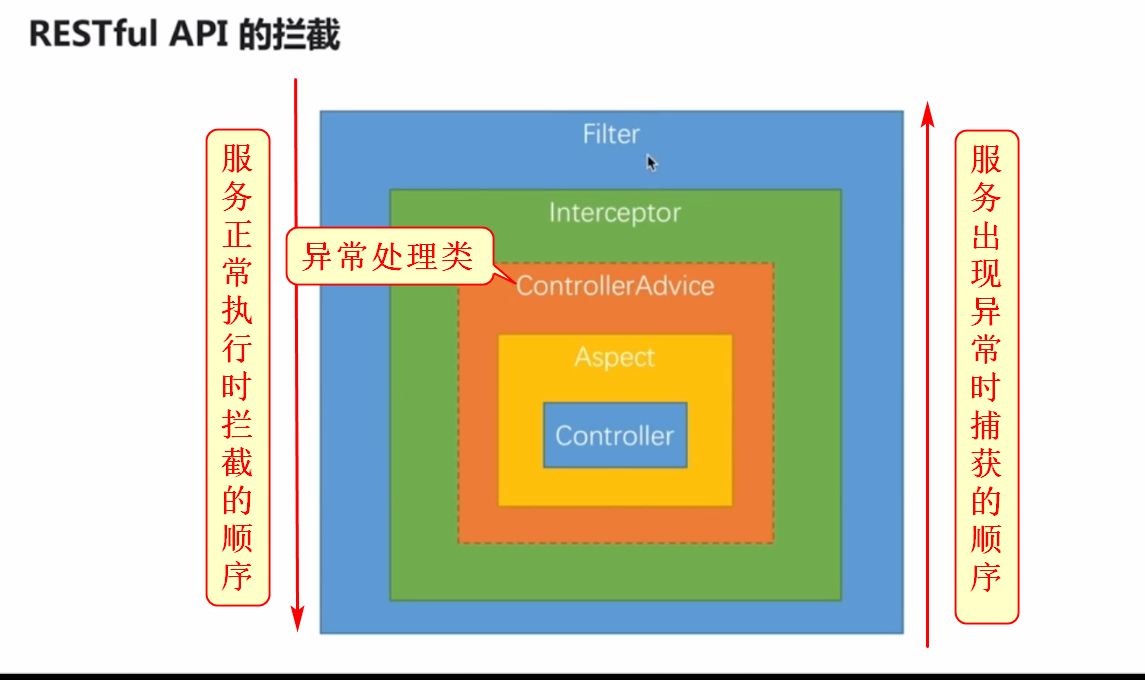 RESTful API 的拦截
服务正常执行时拦截的顺序
Filter
Interceptor
异常处理类
ControllerAdvice
Aspect
Controller
服务出现异常时捕获的顺序